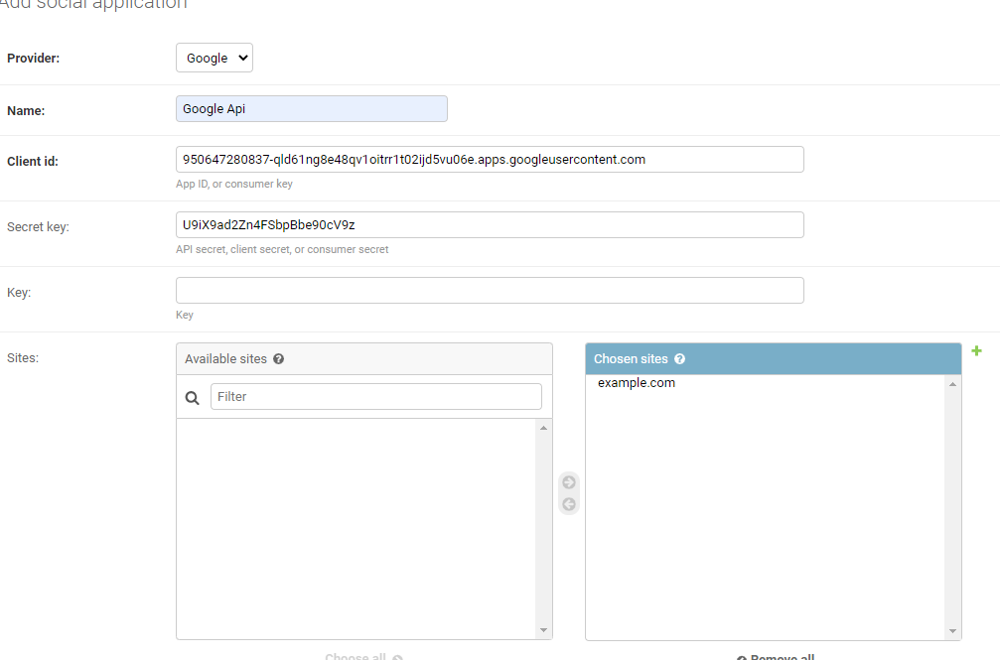 Add social application
Provider:
Google
Name:
Google Api
Client id:
950647280837-qld61ng8e48qv1oitrr1t02ijd5vu06e.apps.googleusercontent.com
App ID, or consumer key
Secret key:
U9iX9ad2Zn4FSbpBbe90cV9z
API secret, client secret, or consumer secret
Key:
Key
Sites:
Available sites ?
Chosen sites ?
Filter
example.com
Choose all
Remove all